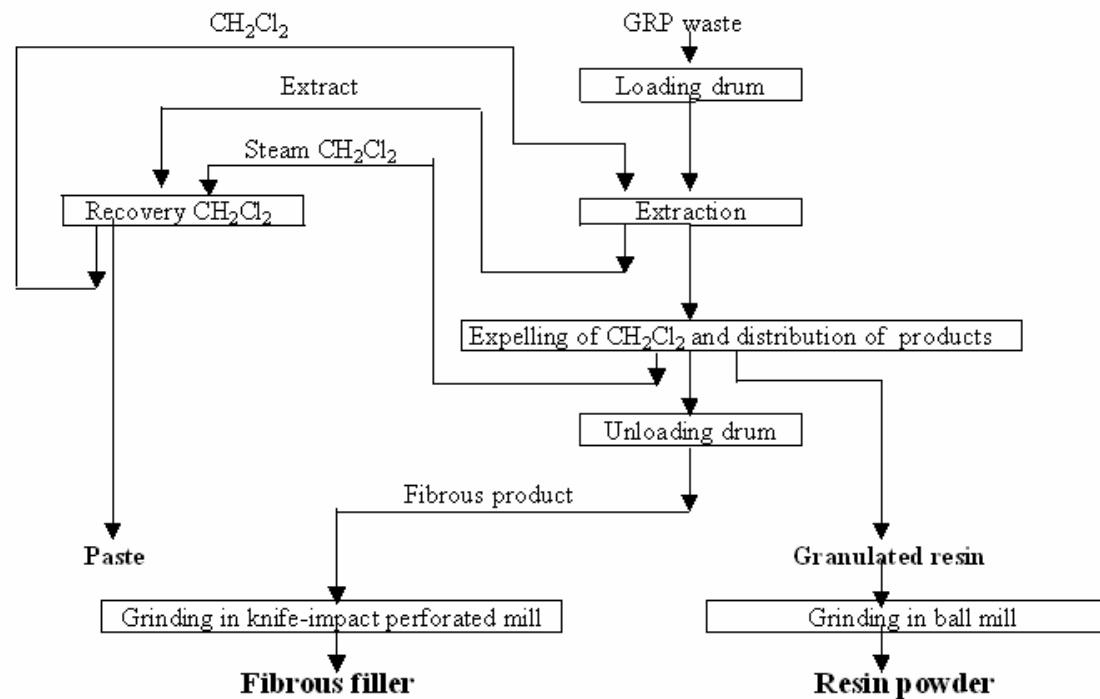 CH₂Cl₂
GRP waste
Loading drum
Extract
Steam CH₂Cl₂
Recovery CH₂Cl₂
Extraction
Expelling of CH₂Cl₂ and distribution of products
Unloading drum
Fibrous product
Paste
Granulated resin
Grinding in knife-impact perforated mill
Grinding in ball mill
Fibrous filler
Resin powder